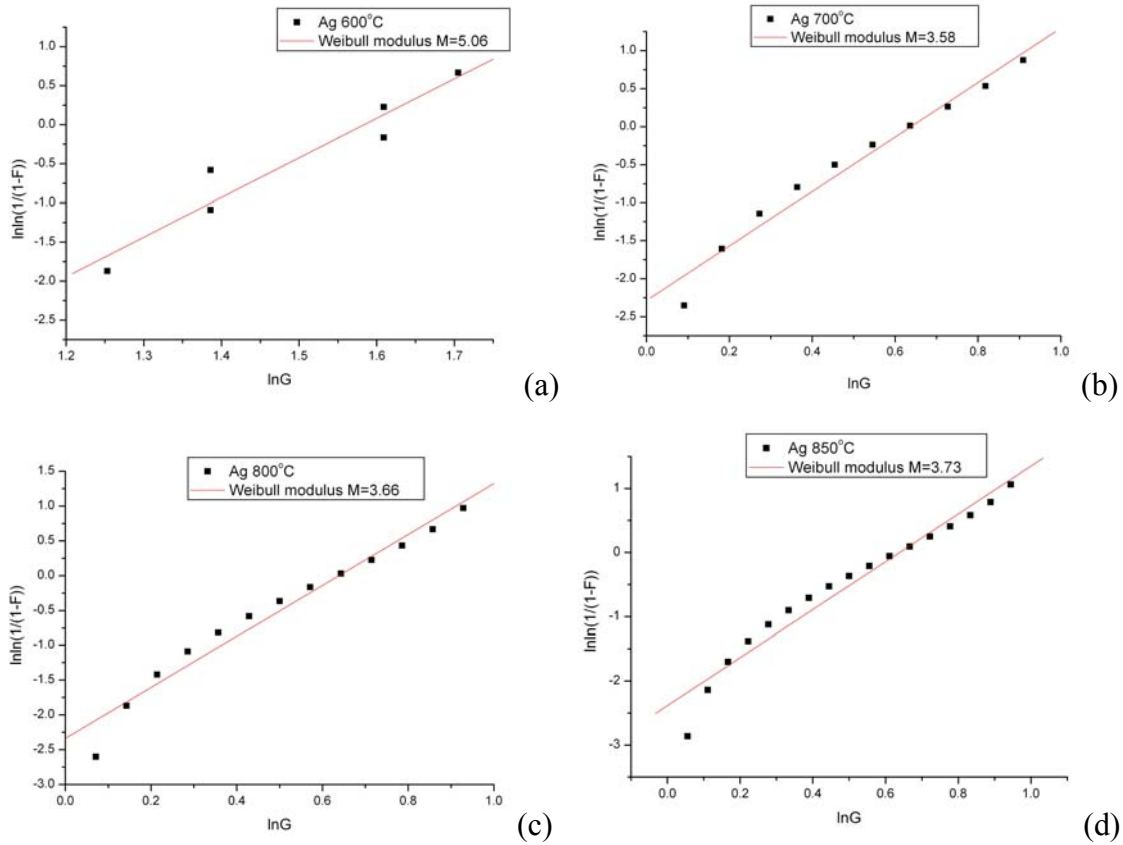 Ag 600°C
Weibull modulus M=5.06
1.0
0.5
0.0
-0.5
-1.0
-1.5
-2.0
-2.5
lnln(1/(1-F))
1.2 1.3 1.4 1.5 1.6 1.7
lnG
(a)
Ag 700°C
Weibull modulus M=3.58
1.0
0.5
0.0
-0.5
-1.0
-1.5
-2.0
-2.5
lnln(1/(1-F))
0.0 0.2 0.4 0.6 0.8 1.0
lnG
(b)
Ag 800°C
Weibull modulus M=3.66
1.5
1.0
0.5
0.0
-0.5
-1.0
-1.5
-2.0
-2.5
-3.0
lnln(1/(1-F))
0.0 0.2 0.4 0.6 0.8 1.0
lnG
(c)
Ag 850°C
Weibull modulus M=3.73
1
0
-1
-2
-3
lnln(1/(1-F))
0.0 0.2 0.4 0.6 0.8 1.0
lnG
(d)